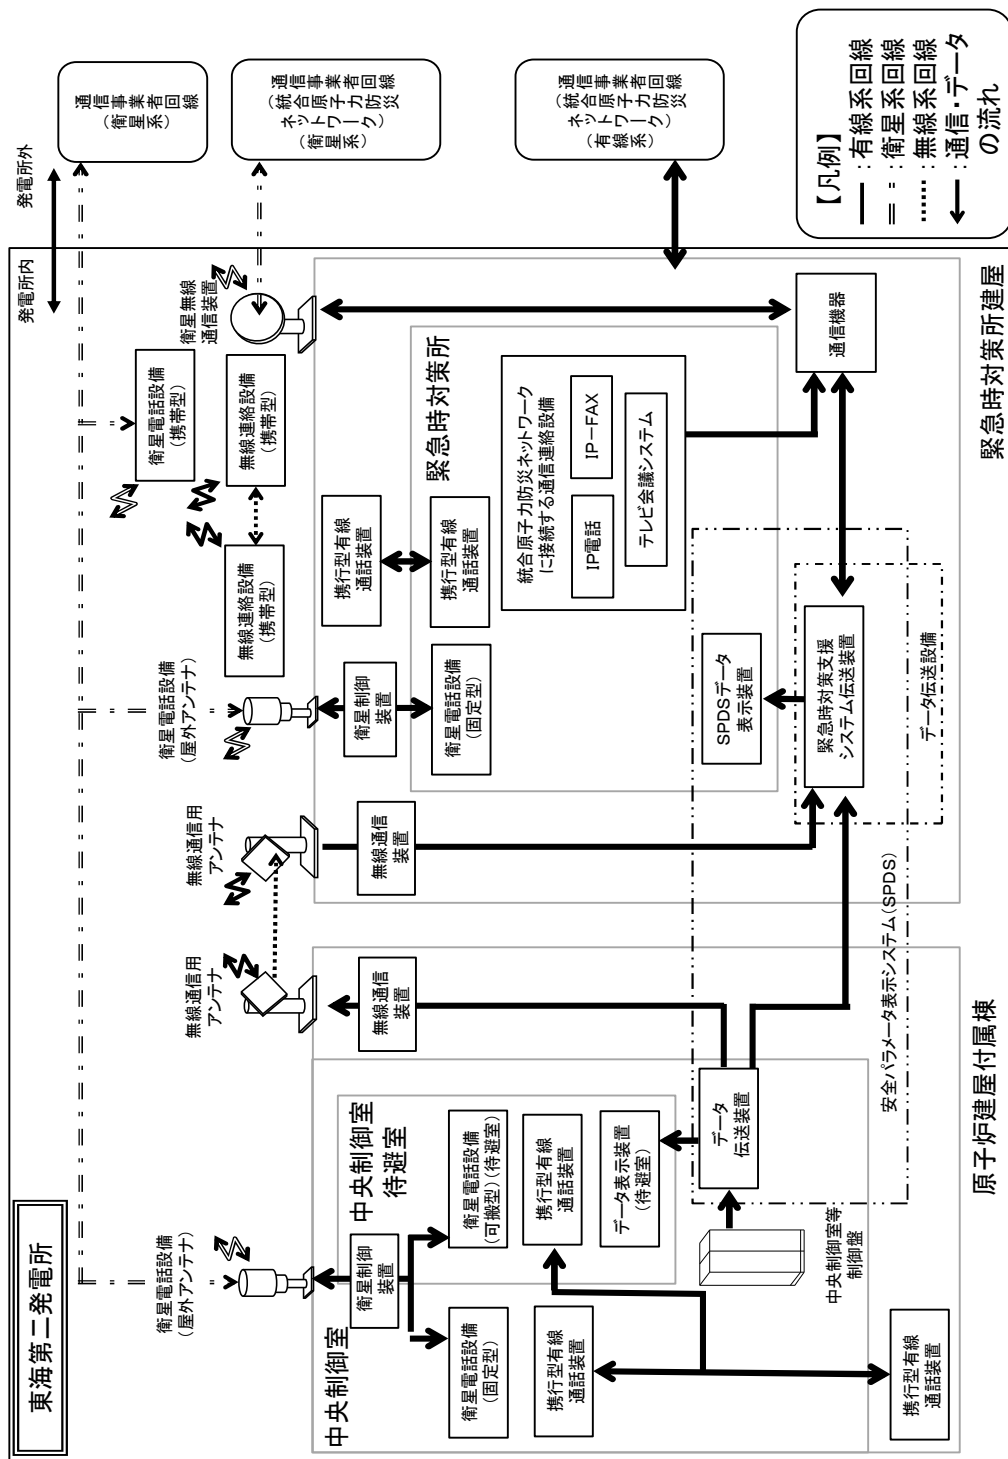 東海第二発電所
発電所内
発電所外
通信事業者回線
(衛星系)
通信事業者回線
(統合原子力防災
ネットワーク)
(衛星系)
通信事業者回線
(統合原子力防災
ネットワーク)
(有線系)
【凡例】
:有線系回線
:衛星系回線
:無線系回線
:通信・データ
の流れ
衛星電話設備
(屋外アンテナ)
無線通信用
アンテナ
無線通信用
アンテナ
衛星電話設備
(屋外アンテナ)
無線連絡設備
(携帯型)
衛星電話設備
(携帯型)
無線連絡設備
(携帯型)
衛星無線
通信装置
中央制御室
中央制御室
待避室
衛星制御
装置
衛星電話設備
(固定型)
衛星電話設備
(可搬型)(待避室)
携行型有線
通話装置
携行型有線
通話装置
データ表示装置
(待避室)
中央制御室等
制御盤
データ
伝送装置
携行型有線
通話装置
無線通信
装置
原子炉建屋付属棟
安全パラメータ表示システム(SPDS)
無線通信
装置
衛星制御
装置
衛星電話設備
(固定型)
携行型有線
通話装置
携行型有線
通話装置
緊急時対策所
統合原子力防災ネットワーク
に接続する通信連絡設備
IP電話
IP-FAX
テレビ会議システム
SPDSデータ
表示装置
緊急時対策支援
システム伝送装置
データ伝送設備
通信機器
緊急時対策所建屋